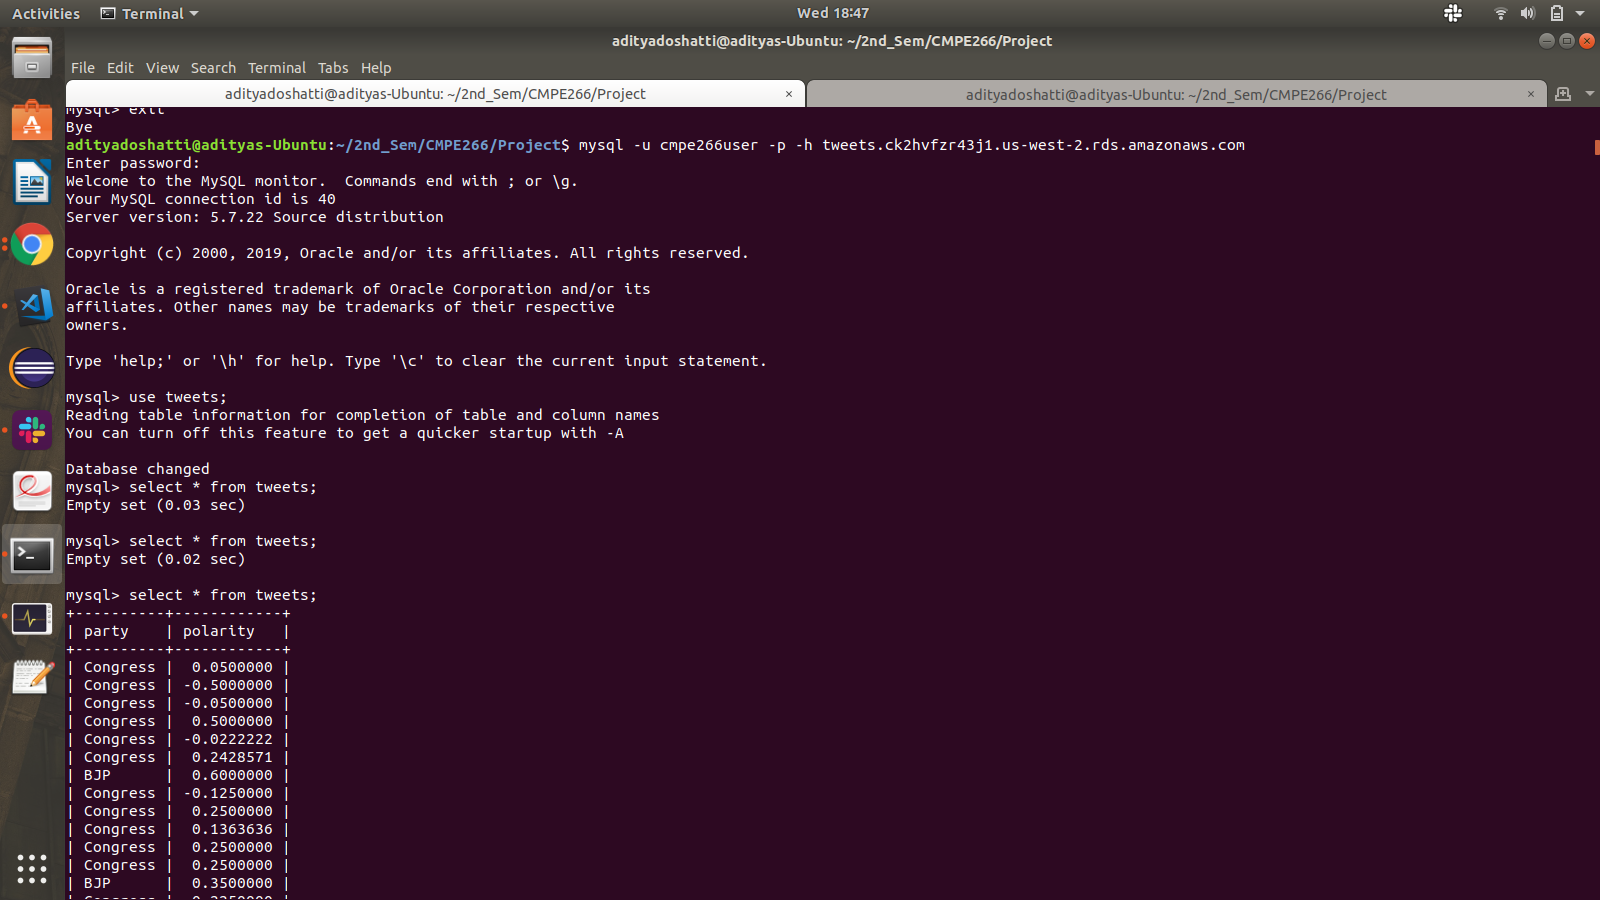 Activities Terminal Wed 18:47
adityadoshatti@adityas-Ubuntu: ~/2nd_Sem/CMPE266/Project
File Edit View Search Terminal Tabs Help
adityadoshatti@adityas-Ubuntu: ~/2nd_Sem/CMPE266/Project × adityadoshatti@adityas-Ubuntu: ~/2nd_Sem/CMPE266/Project ×
mysql> exit
Bye
adityadoshatti@adityas-Ubuntu:~/2nd_Sem/CMPE266/Project$ mysql -u cmpe266user -p -h tweets.ck2hvfzr43j1.us-west-2.rds.amazonaws.com
Enter password:
Welcome to the MySQL monitor.  Commands end with ; or \g.
Your MySQL connection id is 40
Server version: 5.7.22 Source distribution
Copyright (c) 2000, 2019, Oracle and/or its affiliates. All rights reserved.
Oracle is a registered trademark of Oracle Corporation and/or its
affiliates. Other names may be trademarks of their respective
owners.
Type 'help;' or '\h' for help. Type '\c' to clear the current input statement.
mysql> use tweets;
Reading table information for completion of table and column names
You can turn off this feature to get a quicker startup with -A
Database changed
mysql> select * from tweets;
Empty set (0.03 sec)
mysql> select * from tweets;
Empty set (0.02 sec)
mysql> select * from tweets;
+----------+------------+
| party    | polarity   |
+----------+------------+
| Congress |  0.0500000 |
| Congress | -0.5000000 |
| Congress | -0.0500000 |
| Congress |  0.5000000 |
| Congress | -0.0222222 |
| Congress |  0.2428571 |
| BJP      |  0.6000000 |
| Congress | -0.1250000 |
| Congress |  0.2500000 |
| Congress |  0.1363636 |
| Congress |  0.2500000 |
| Congress |  0.2500000 |
| BJP      |  0.3500000 |